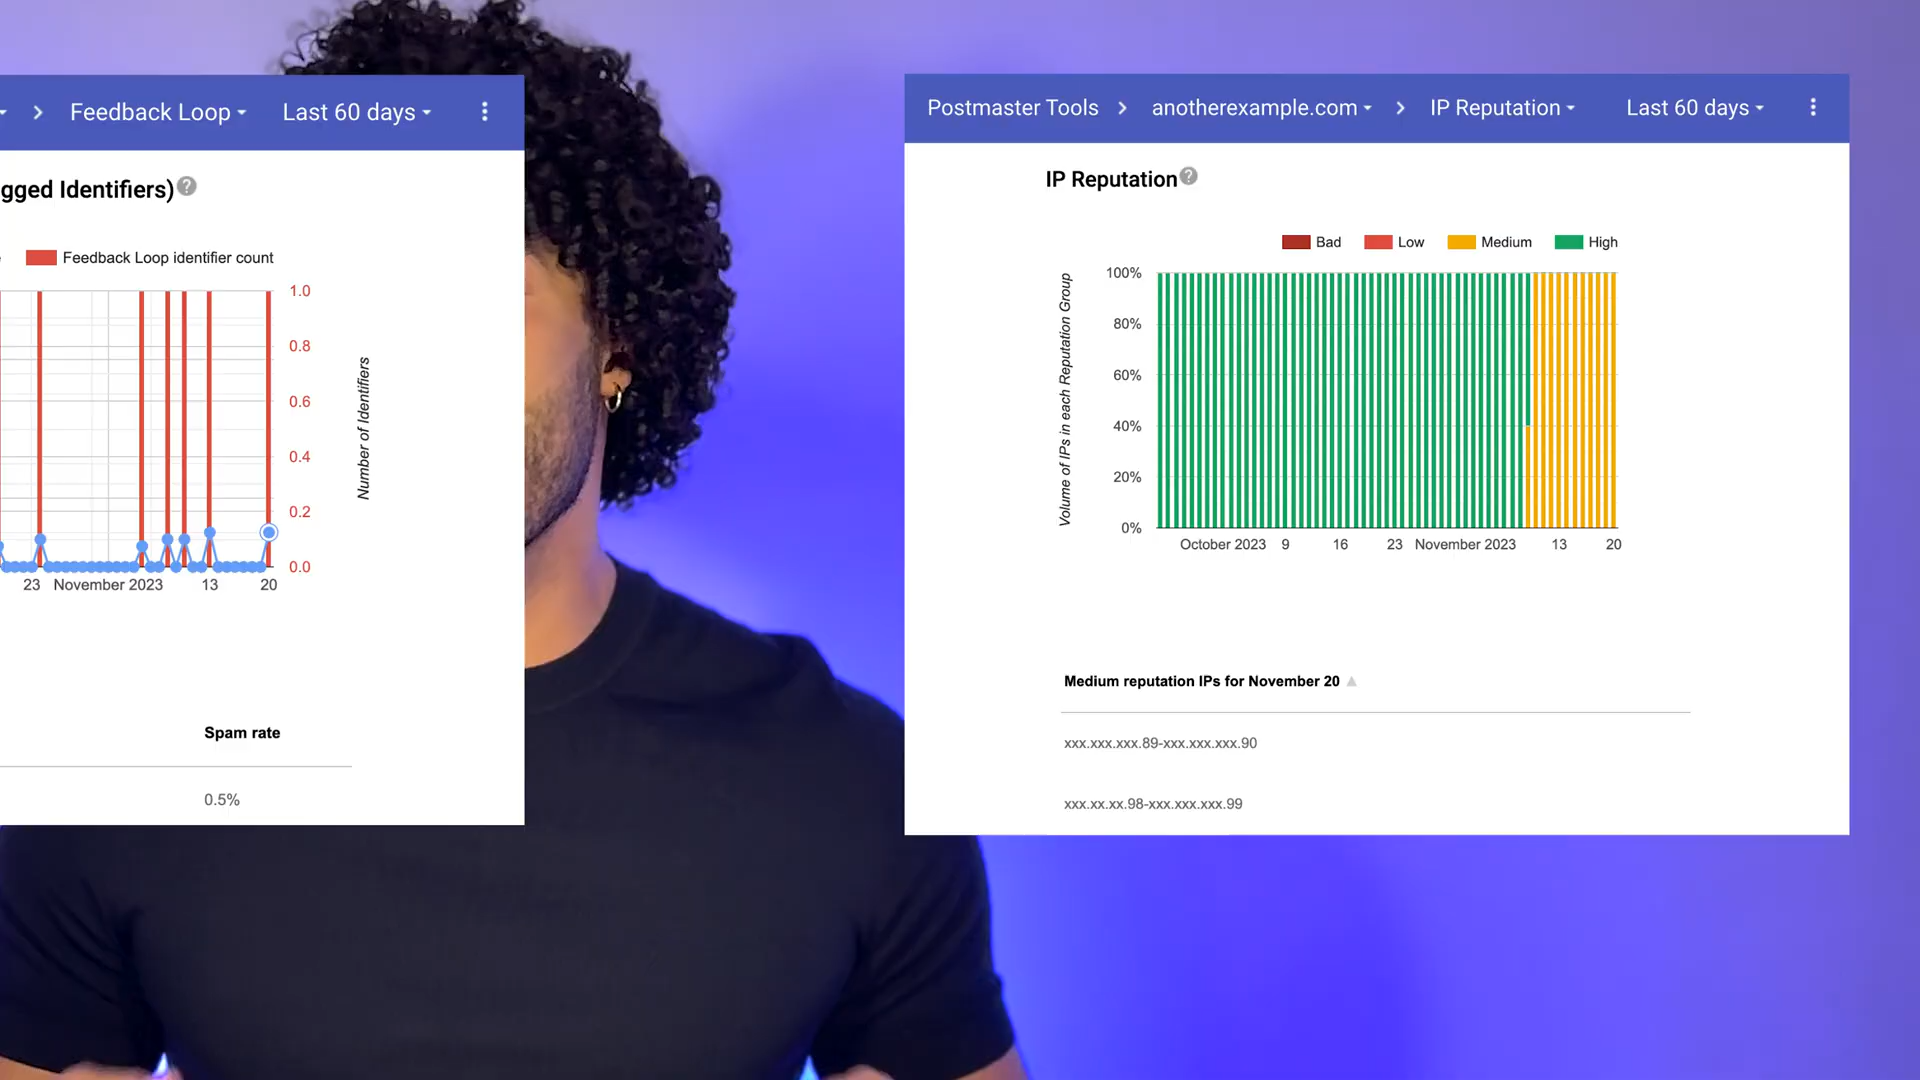 Feedback Loop
Last 60 days
gged Identifiers)
Feedback Loop identifier count
1.0
0.8
0.6
0.4
0.2
0.0
Number of Identifiers
23 November 2023 13 20
Spam rate
0.5%
Postmaster Tools
anotherexample.com
IP Reputation
Last 60 days
IP Reputation
Bad Low Medium High
Volume of IPs in each Reputation Group
100%
80%
60%
40%
20%
0%
October 2023 9 16 23 November 2023 13 20
Medium reputation IPs for November 20
xxx.xxx.xxx.89-xxx.xxx.xxx.90
xxx.xx.xx.98-xxx.xxx.xxx.99